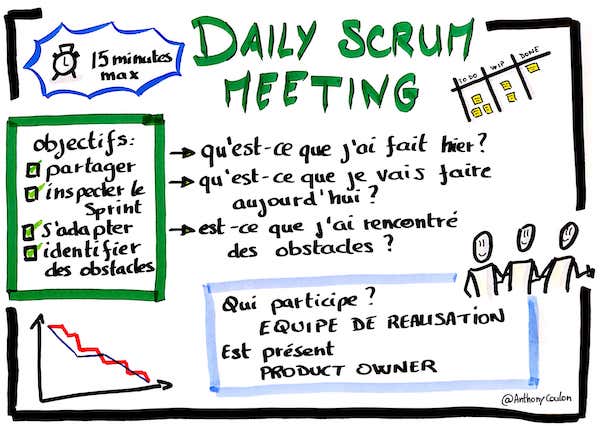 15 minutes
max
DAILY SCRUM
MEETING
TO DO WIP DONE
objectifs:
partager
inspecter le
Sprint
s'adapter
identifier
des obstacles
qu'est-ce que j'ai fait hier?
qu'est-ce que je vais faire
aujourd'hui?
est-ce que j'ai rencontré
des obstacles?
Qui participe?
EQUIPE DE REALISATION
Est présent
PRODUCT OWNER
@AnthonyCoulon